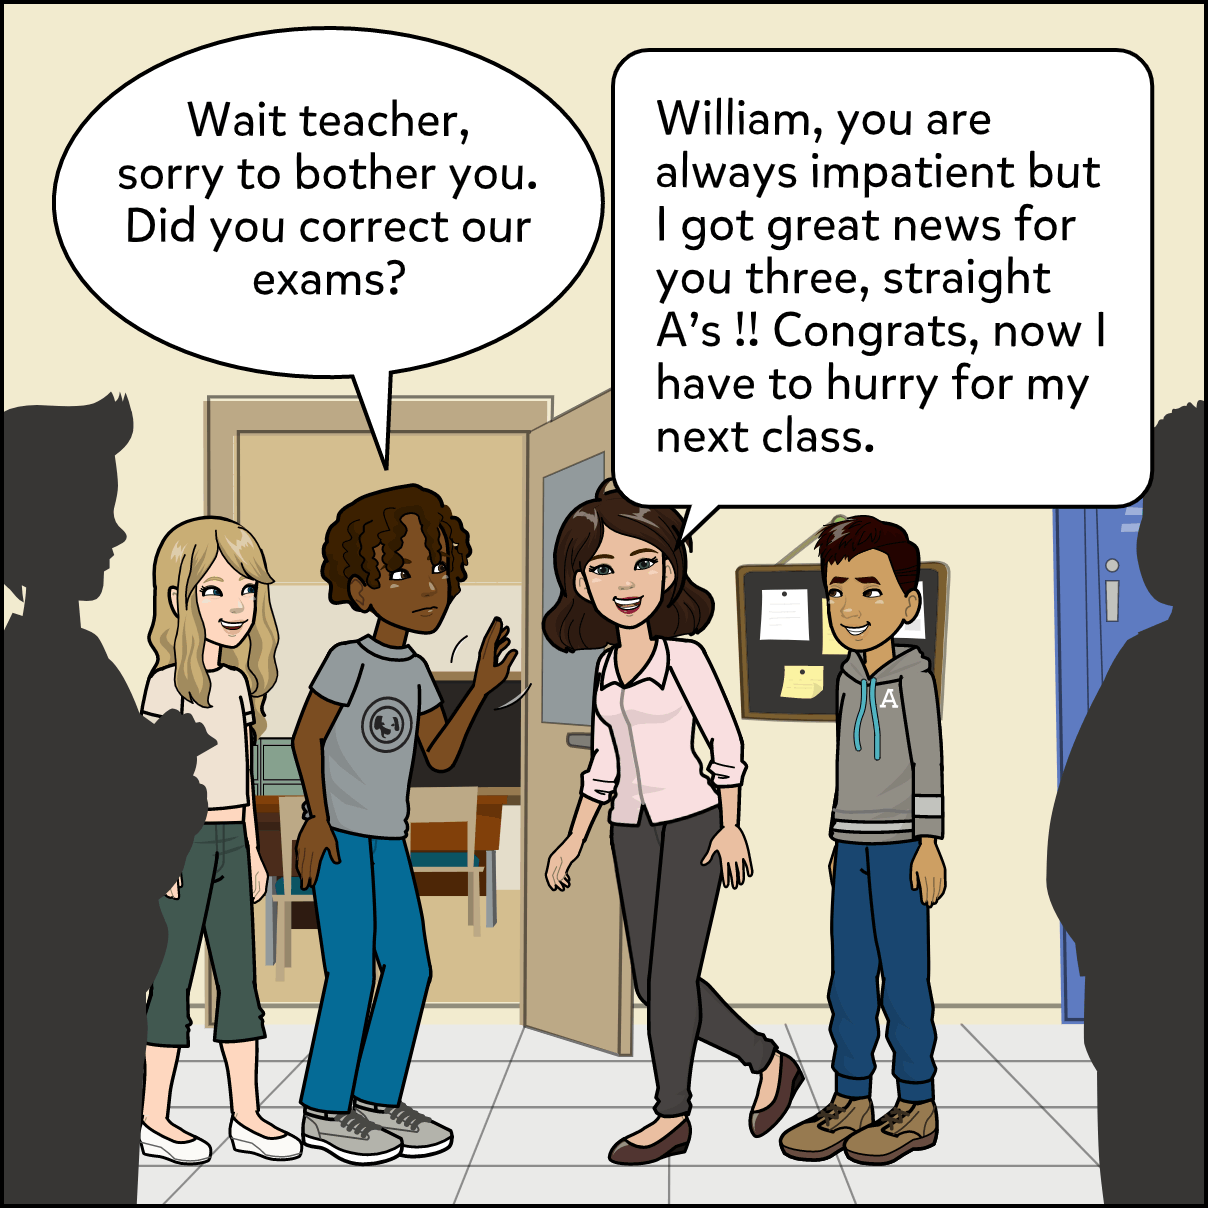 Wait teacher,
sorry to bother you.
Did you correct our
exams?
William, you are
always impatient but
I got great news for
you three, straight
A’s !! Congrats, now I
have to hurry for my
next class.
A